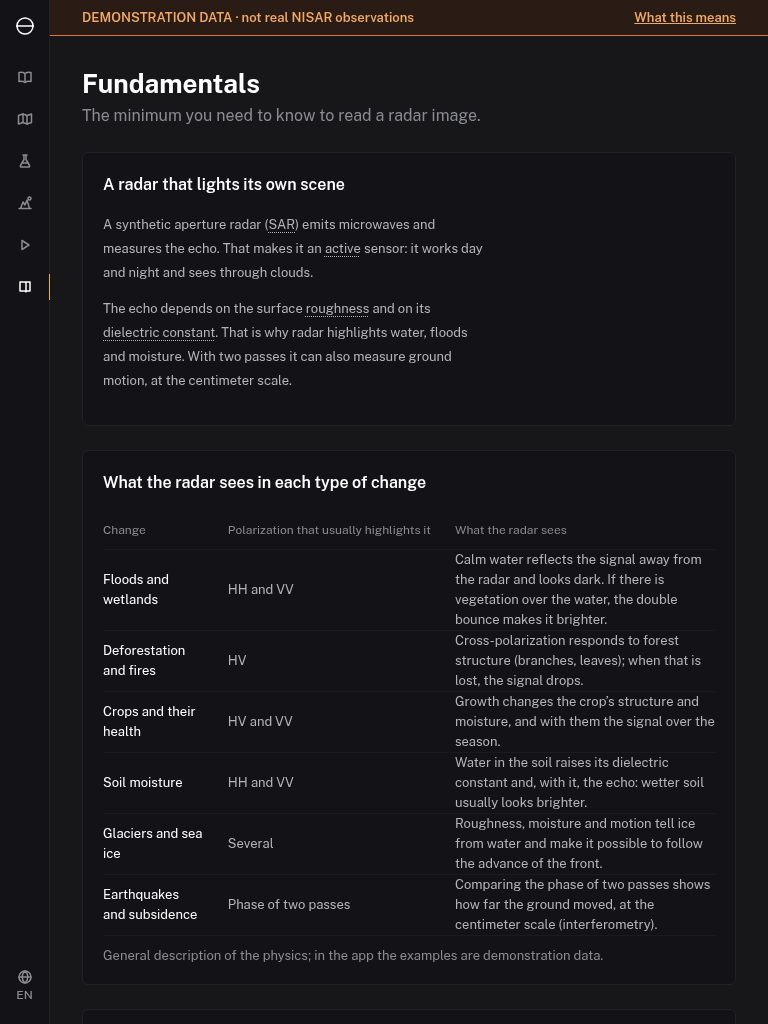 DEMONSTRATION DATA · not real NISAR observations
What this means
Fundamentals
The minimum you need to know to read a radar image.
A radar that lights its own scene
A synthetic aperture radar (SAR) emits microwaves and
measures the echo. That makes it an active sensor: it works day
and night and sees through clouds.
The echo depends on the surface roughness and on its
dielectric constant. That is why radar highlights water, floods
and moisture. With two passes it can also measure ground
motion, at the centimeter scale.
What the radar sees in each type of change
Change
Polarization that usually highlights it
What the radar sees
Floods and
wetlands
HH and VV
Calm water reflects the signal away from
the radar and looks dark. If there is
vegetation over the water, the double
bounce makes it brighter.
Deforestation
and fires
HV
Cross-polarization responds to forest
structure (branches, leaves); when that is
lost, the signal drops.
Crops and their
health
HV and VV
Growth changes the crop’s structure and
moisture, and with them the signal over the
season.
Soil moisture
HH and VV
Water in the soil raises its dielectric
constant and, with it, the echo: wetter soil
usually looks brighter.
Glaciers and sea
ice
Several
Roughness, moisture and motion tell ice
from water and make it possible to follow
the advance of the front.
Earthquakes
and subsidence
Phase of two passes
Comparing the phase of two passes shows
how far the ground moved, at the
centimeter scale (interferometry).
General description of the physics; in the app the examples are demonstration data.
EN